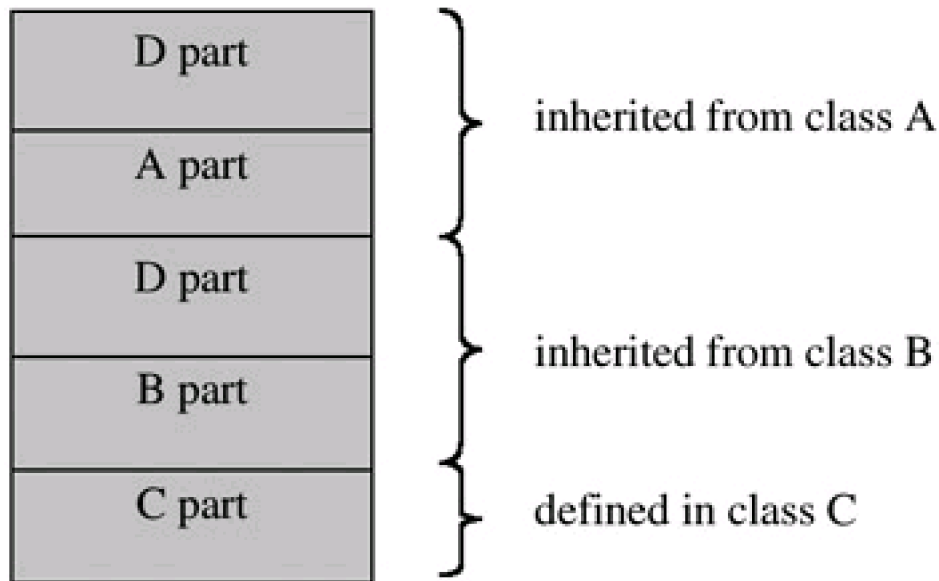 D part
inherited from class A
A part
D part
inherited from class B
B part
C part
defined in class C